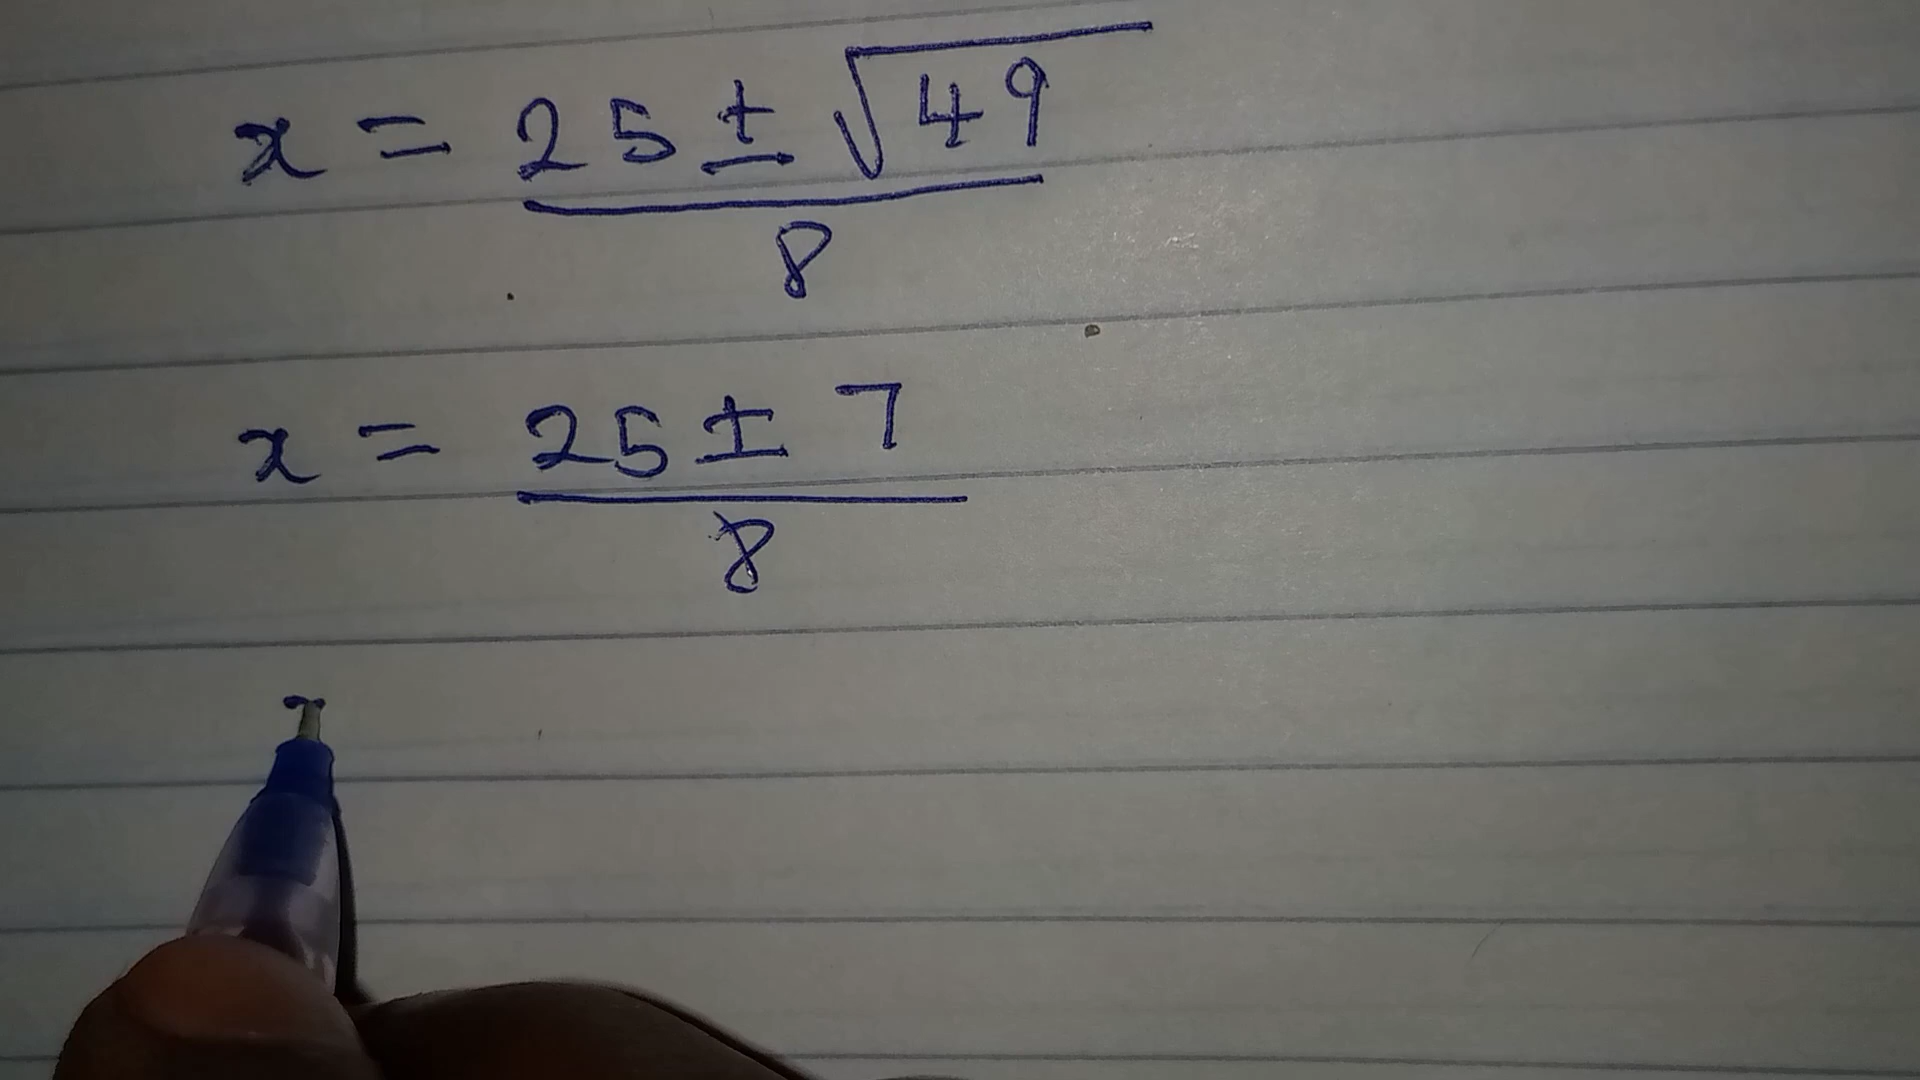 x = 25 ± √49
8
x = 25 ± 7
8